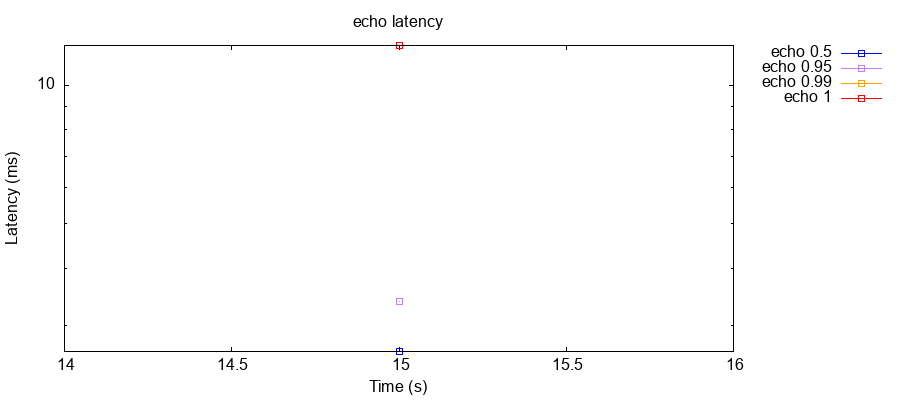 echo latency
echo 0.5
echo 0.95
echo 0.99
echo 1
10
Latency (ms)
14 14.5 15 15.5 16
Time (s)